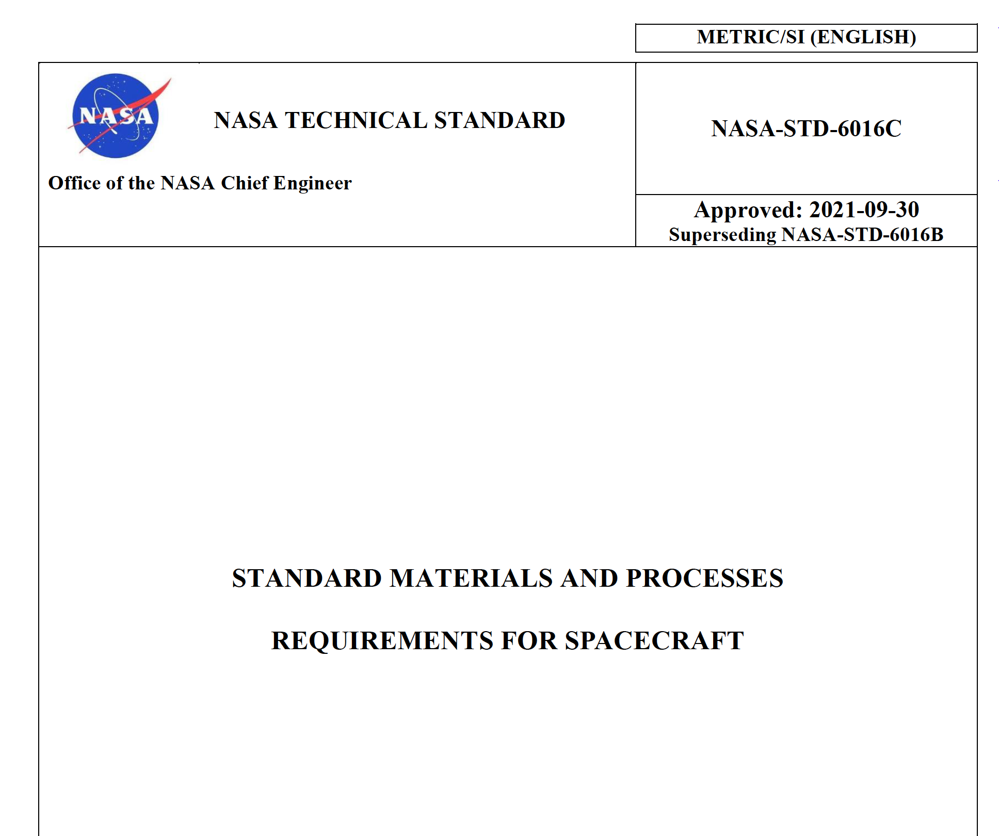 METRIC/SI (ENGLISH)
NASA
NASA TECHNICAL STANDARD
Office of the NASA Chief Engineer
NASA-STD-6016C
Approved: 2021-09-30
Superseding NASA-STD-6016B
STANDARD MATERIALS AND PROCESSES
REQUIREMENTS FOR SPACECRAFT